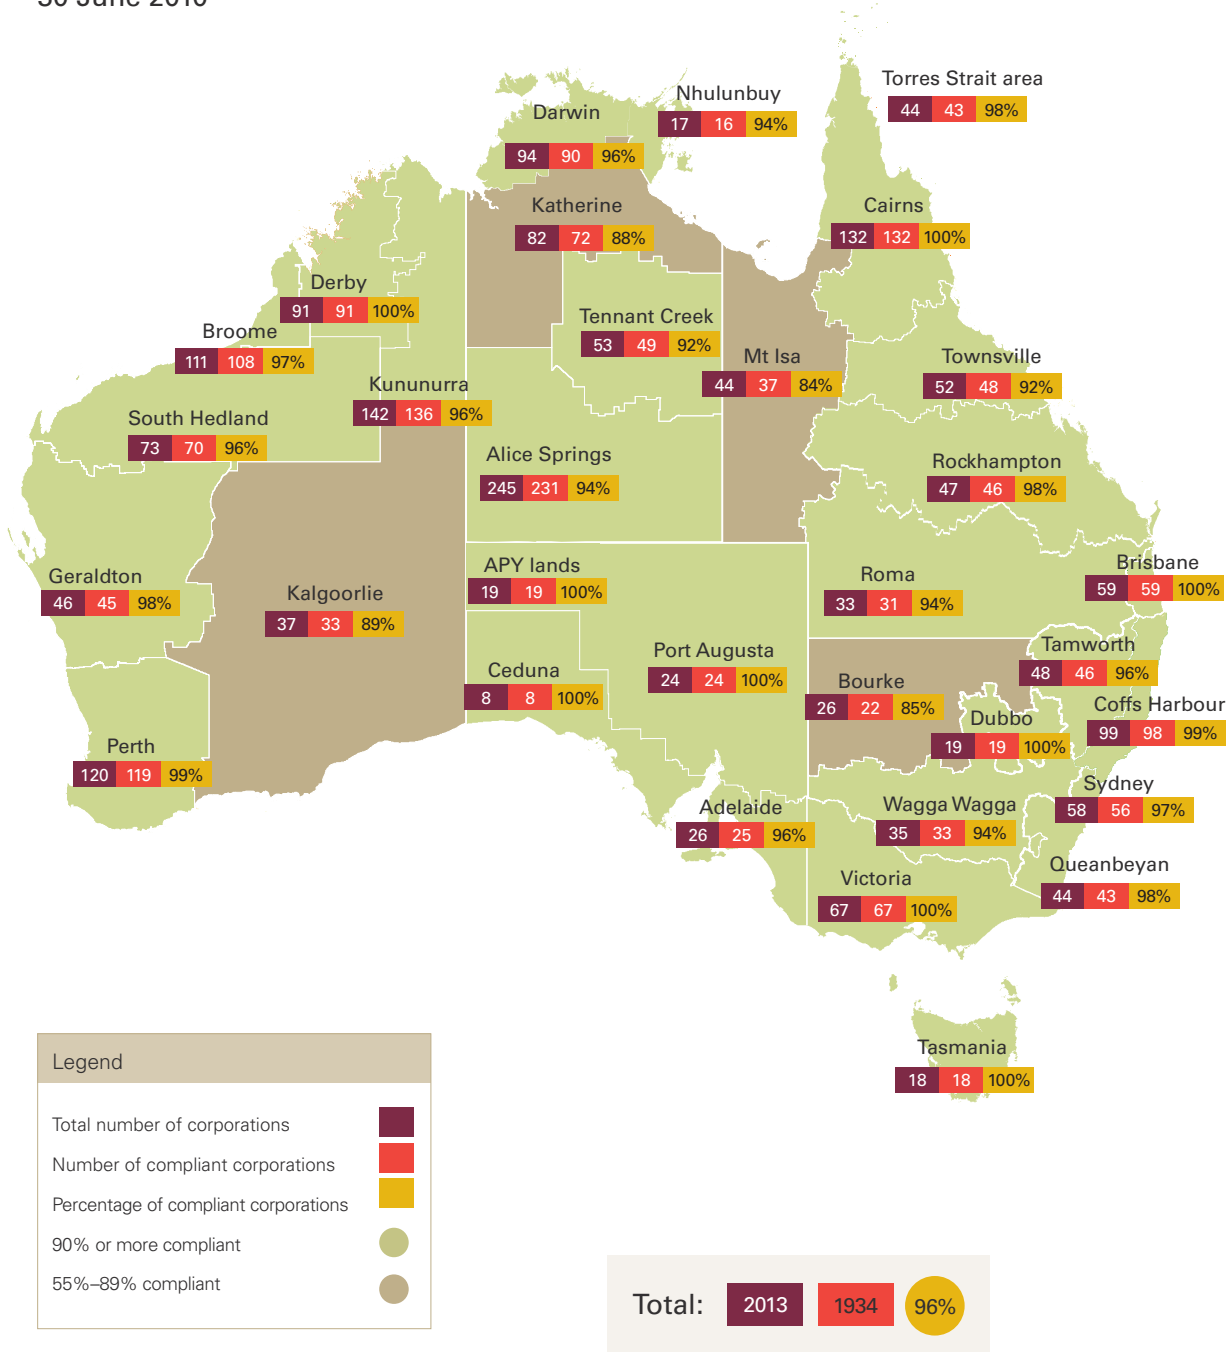 Torres Strait area
44 43 98%
Nhulunbuy
17 16 94%
Darwin
94 90 96%
Katherine
82 72 88%
Cairns
132 132 100%
Derby
91 91 100%
Broome
111 108 97%
Tennant Creek
53 49 92%
Mt Isa
44 37 84%
Townsville
52 48 92%
Kununurra
142 136 96%
South Hedland
73 70 96%
Alice Springs
245 231 94%
Rockhampton
47 46 98%
Geraldton
46 45 98%
Kalgoorlie
37 33 89%
APY lands
19 19 100%
Roma
33 31 94%
Brisbane
59 59 100%
Tamworth
48 46 96%
Ceduna
8 8 100%
Port Augusta
24 24 100%
Bourke
26 22 85%
Dubbo
19 19 100%
Coffs Harbour
99 98 99%
Perth
120 119 99%
Adelaide
26 25 96%
Wagga Wagga
35 33 94%
Sydney
58 56 97%
Victoria
67 67 100%
Queanbeyan
44 43 98%
Tasmania
18 18 100%
Legend
Total number of corporations
Number of compliant corporations
Percentage of compliant corporations
90% or more compliant
55%–89% compliant
Total: 2013 1934 96%